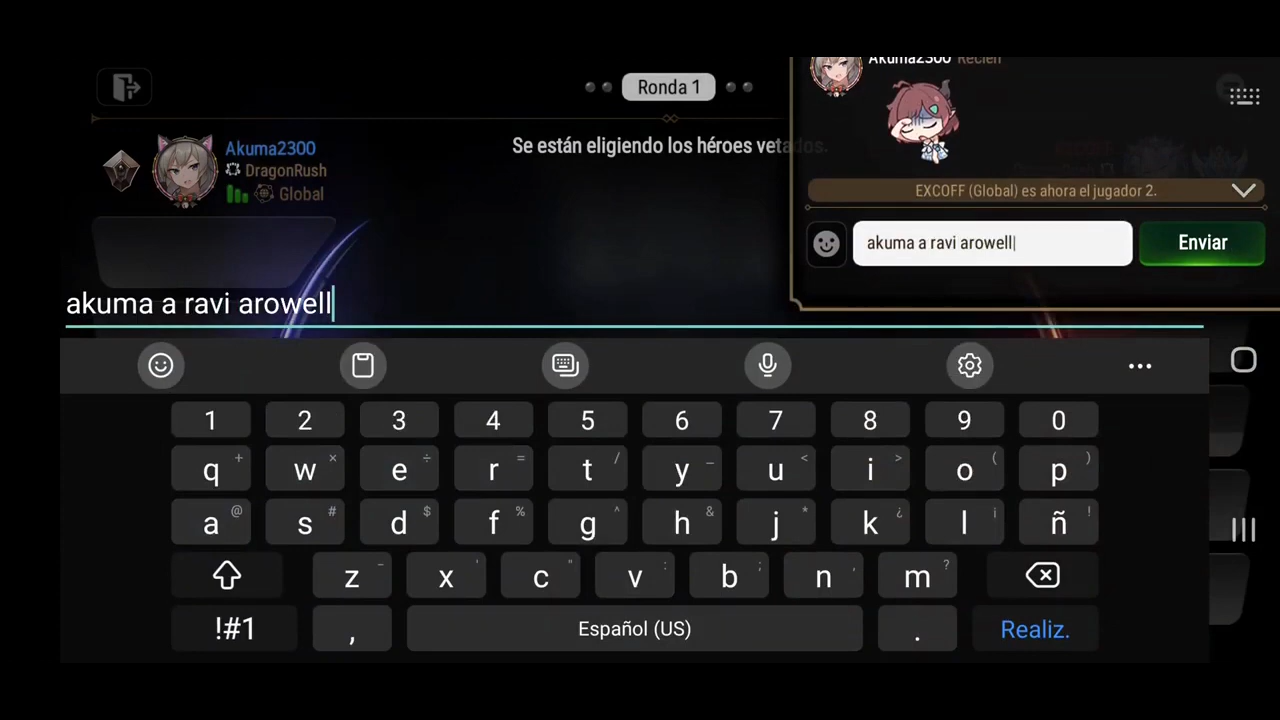 Ronda 1
Akuma2300 Recién
Akuma2300
DragonRush
Global
Se están eligiendo los héroes vetados.
EXCOFF (Global) es ahora el jugador 2.
akuma a ravi arowell
Enviar
akuma a ravi arowell
1 2 3 4 5 6 7 8 9 0
q + w × e ÷ r = t / y _ u < i > o ( p )
a @ s # d $ f % g ^ h & j * k ¿ l ¡ ñ !
z - x ' c " v : b ; n , m ?
!#1 , Español (US) . Realiz.